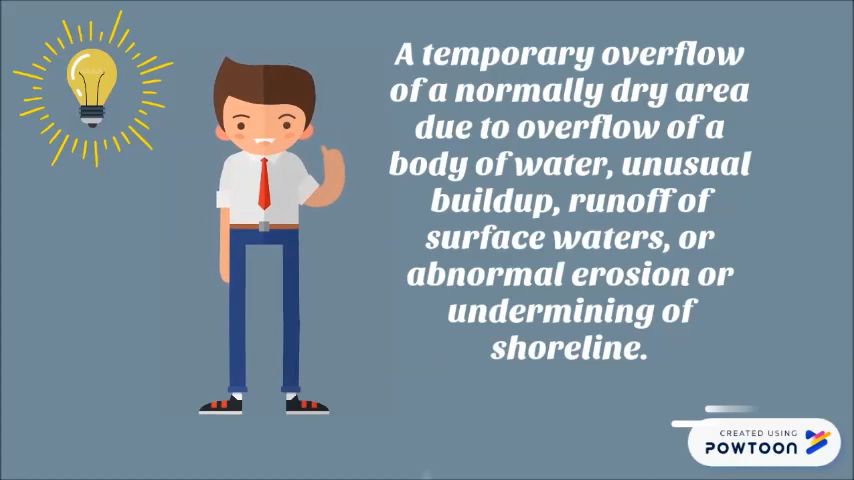 A temporary overflow
of a normally dry area
due to overflow of a
body of water, unusual
buildup, runoff of
surface waters, or
abnormal erosion or
undermining of
shoreline.
CREATED USING
POWTOON